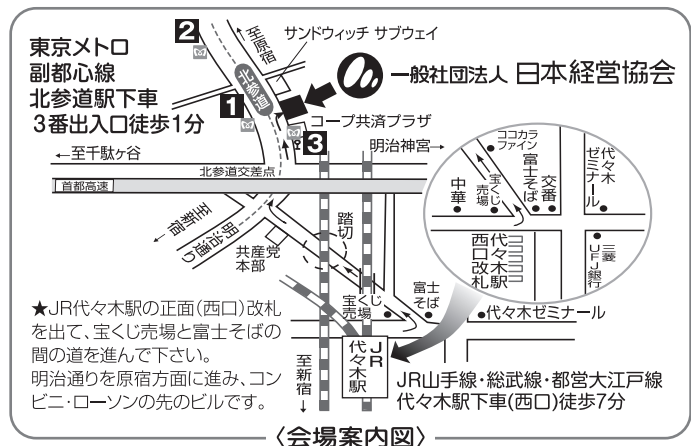 東京メトロ
副都心線
北参道駅下車
3番出入口徒歩1分
2
至原宿
サンドウィッチ サブウェイ
北参道
一般社団法人 日本経営協会
1
3
コープ共済プラザ
←至千駄ヶ谷
明治神宮→
北参道交差点
首都高速
至新宿
明治通り
共産党
本部
踏切
ココカラ
ファイン
代々木
ゼミナール
中華
宝くじ
売場
富士そば
交番
代々木駅
西口改札
三菱
UFJ銀行
宝くじ
売場
富士
そば
代々木ゼミナール
★JR代々木駅の正面(西口)改札
を出て、宝くじ売場と富士そばの
間の道を進んで下さい。
明治通りを原宿方面に進み、コン
ビニ・ローソンの先のビルです。
至新宿
JR
代々木駅
JR山手線・総武線・都営大江戸線
代々木駅下車(西口)徒歩7分
〈会場案内図〉